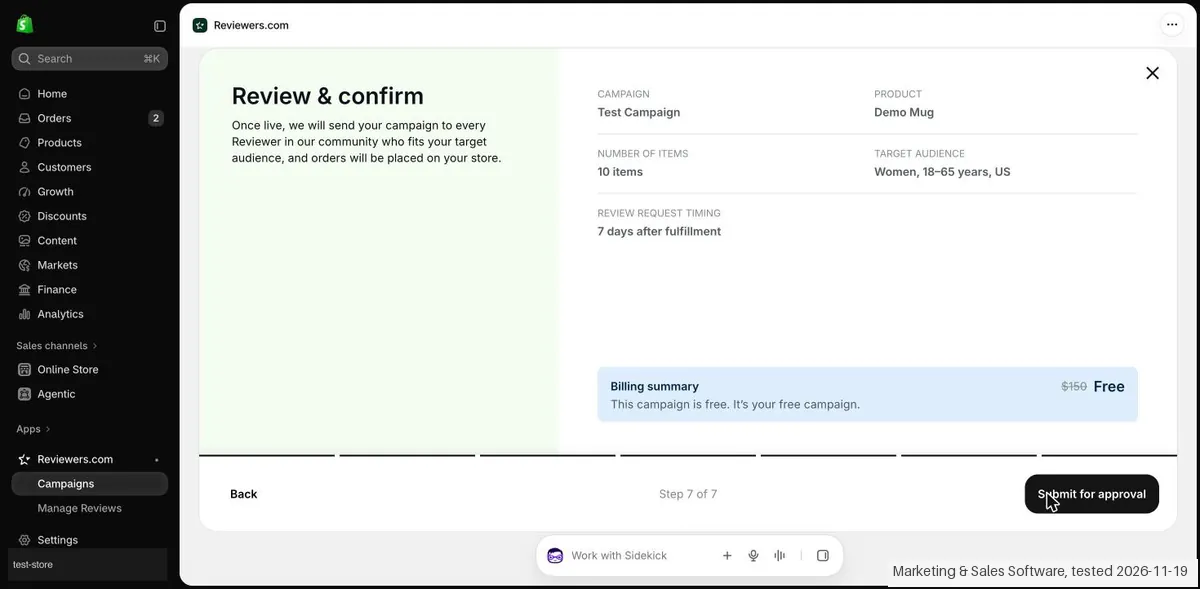 Search ⌘K
Home
Orders 2
Products
Customers
Growth
Discounts
Content
Markets
Finance
Analytics
Sales channels
Online Store
Agentic
Apps
Reviewers.com
Campaigns
Manage Reviews
Settings
test-store
Reviewers.com
Review & confirm
Once live, we will send your campaign to every
Reviewer in our community who fits your target
audience, and orders will be placed on your store.
CAMPAIGN
Test Campaign
PRODUCT
Demo Mug
NUMBER OF ITEMS
10 items
TARGET AUDIENCE
Women, 18–65 years, US
REVIEW REQUEST TIMING
7 days after fulfillment
Billing summary
$150 Free
This campaign is free. It's your free campaign.
Back
Step 7 of 7
Submit for approval
Work with Sidekick
Marketing & Sales Software, tested 2026-11-19